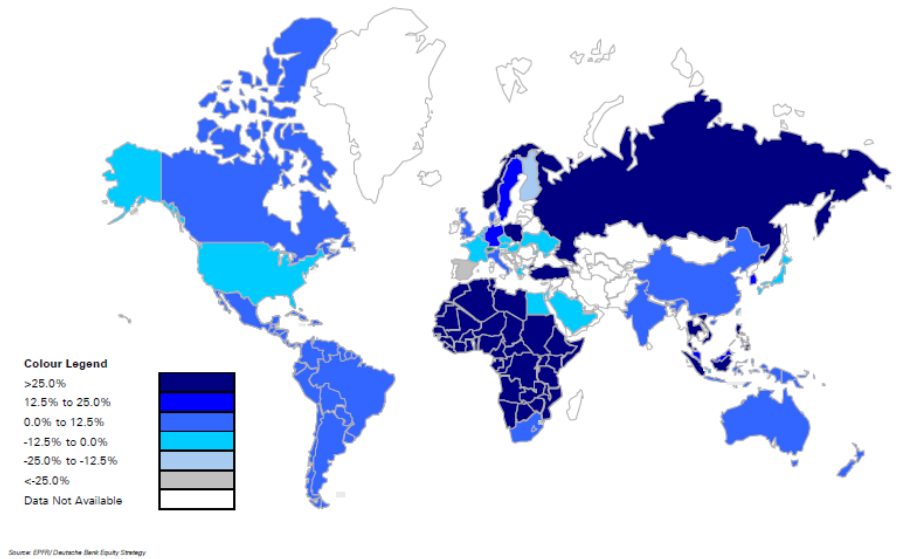 Colour Legend
>25.0%
12.5% to 25.0%
0.0% to 12.5%
-12.5% to 0.0%
-25.0% to -12.5%
<-25.0%
Data Not Available
Source: EPFR/ Deutsche Bank Equity Strategy